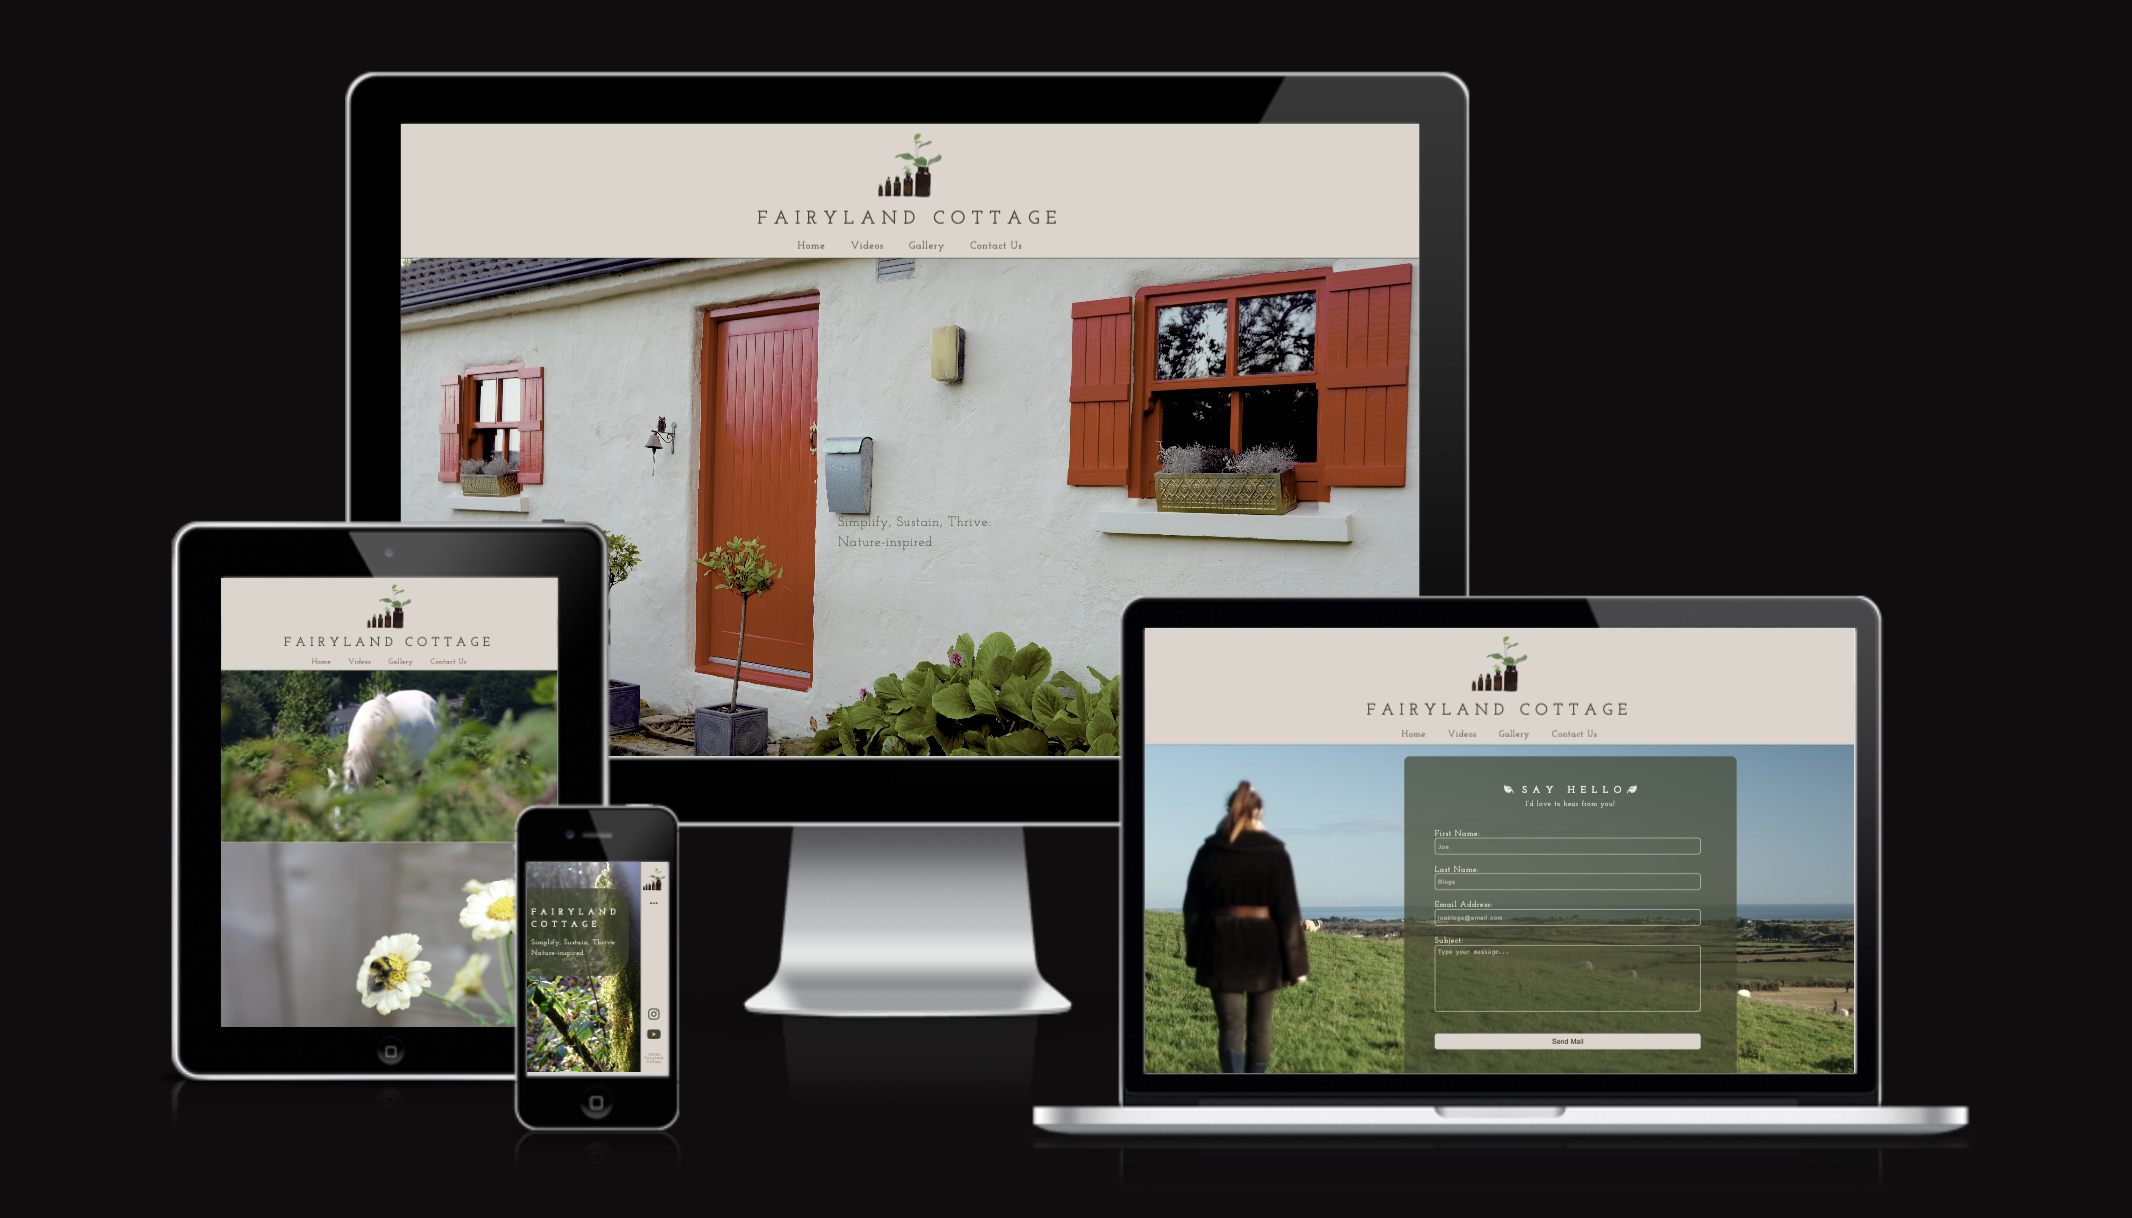 FAIRYLAND COTTAGE
Home Videos Gallery Contact Us
Simplify, Sustain, Thrive:
Nature-inspired.
FAIRYLAND COTTAGE
Home Videos Gallery Contact Us
FAIRYLAND
COTTAGE
Simplify, Sustain, Thrive:
Nature-inspired.
FAIRYLAND COTTAGE
Home Videos Gallery Contact Us
SAY HELLO
I'd love to hear from you!
First Name:
Joe
Last Name:
Blogs
Email Address:
joeblogs@email.com
Subject:
Type your message...
Send Mail